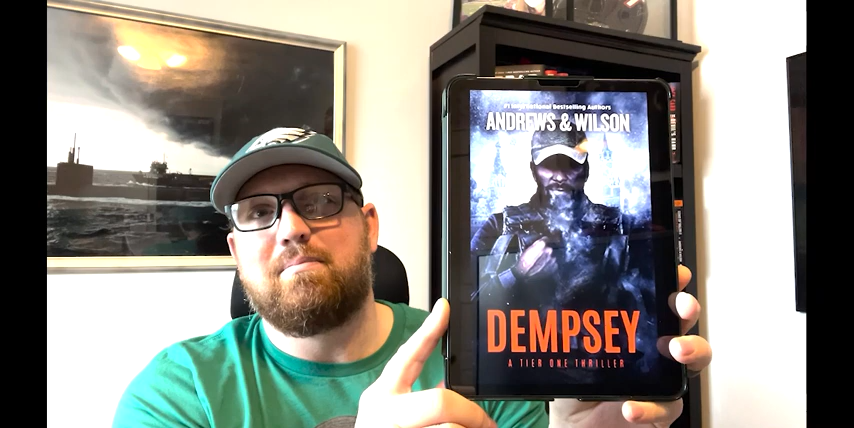 #1 International Bestselling Authors
ANDREWS & WILSON
DEMPSEY
A TIER ONE THRILLER